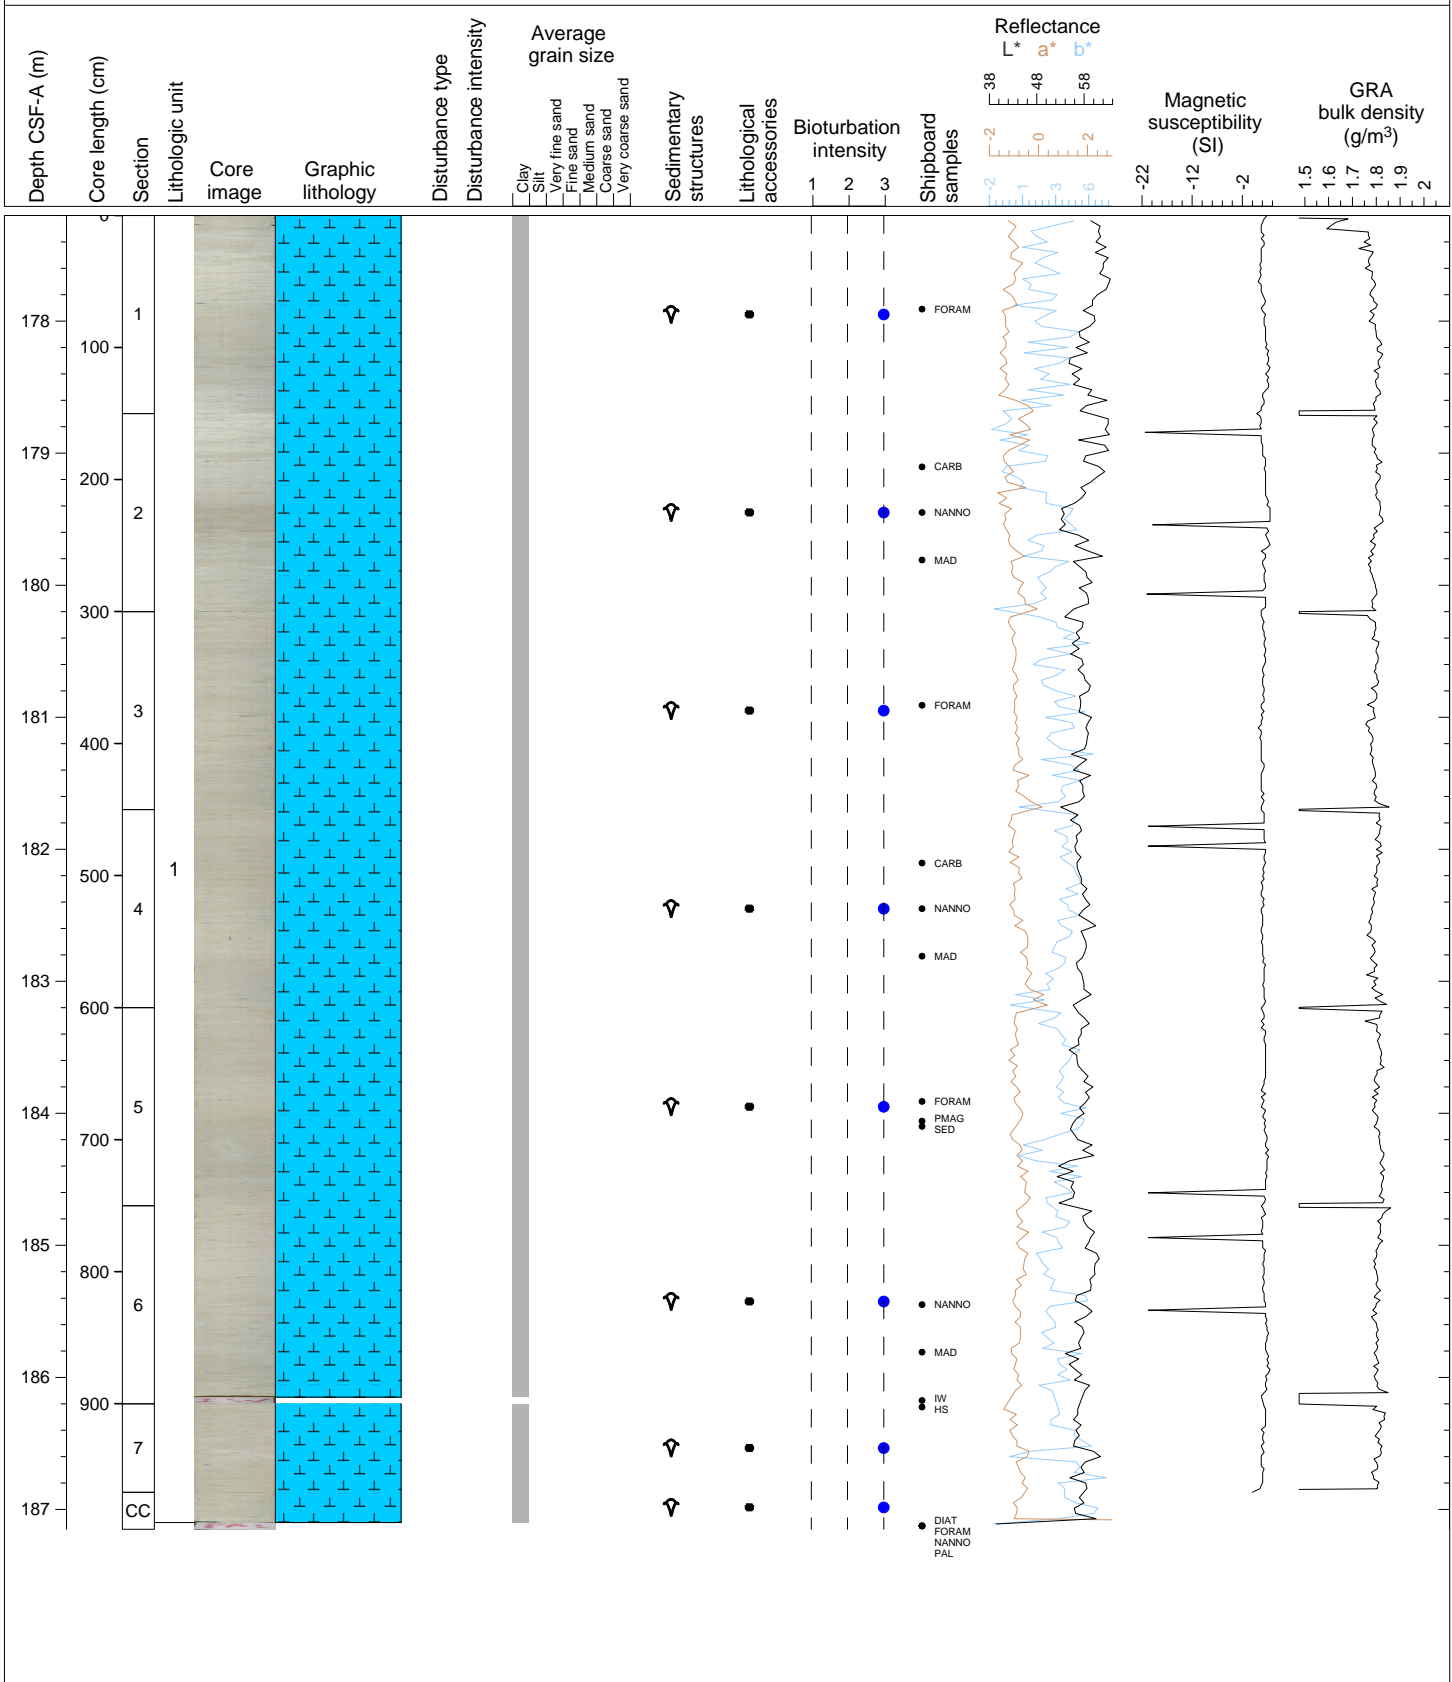 Depth CSF-A (m)
Core length (cm)
Section
Lithologic unit
Core
image
Graphic
lithology
Disturbance type
Disturbance intensity
Average
grain size
Clay
Silt
Very fine sand
Fine sand
Medium sand
Coarse sand
Very coarse sand
Sedimentary
structures
Lithological
accessories
Bioturbation
intensity
1 2 3
Shipboard
samples
Reflectance
L* a* b*
38 48 58
-2 0 2
-2 1 3 6
Magnetic
susceptibility
(SI)
-22 -12 -2
GRA
bulk density
(g/m3)
1.5 1.6 1.7 1.8 1.9 2
0
1
178
FORAM
100
179
CARB
200
2
NANNO
MAD
180
300
3
FORAM
181
400
182
1
CARB
500
4
NANNO
MAD
183
600
FORAM
5
184
PMAG
SED
700
185
800
6
NANNO
MAD
186
IW
900
HS
7
187
CC
DIAT
FORAM
NANNO
PAL